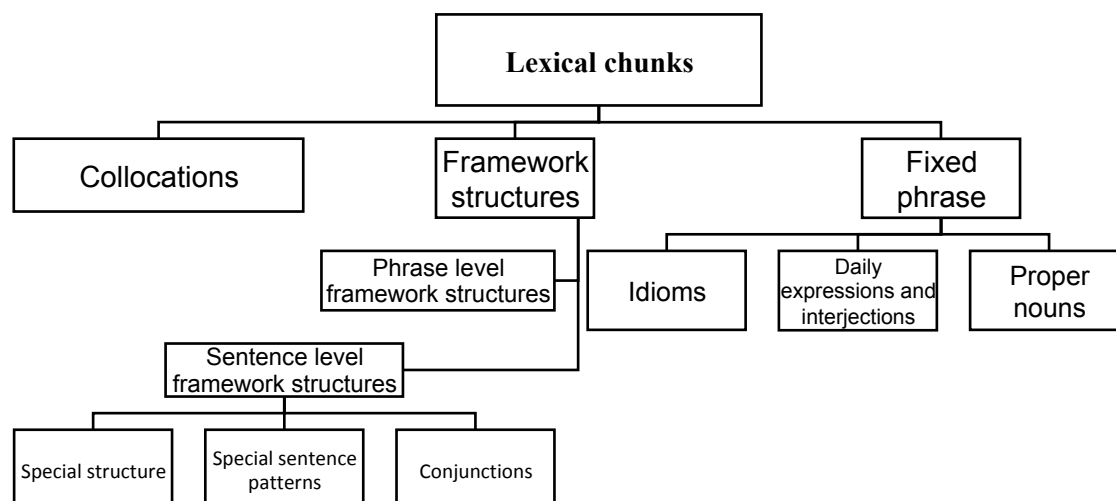 Lexical chunks
Collocations
Framework
structures
Fixed
phrase
Phrase level
framework structures
Idioms
Daily
expressions and
interjections
Proper
nouns
Sentence level
framework structures
Special structure
Special sentence
patterns
Conjunctions